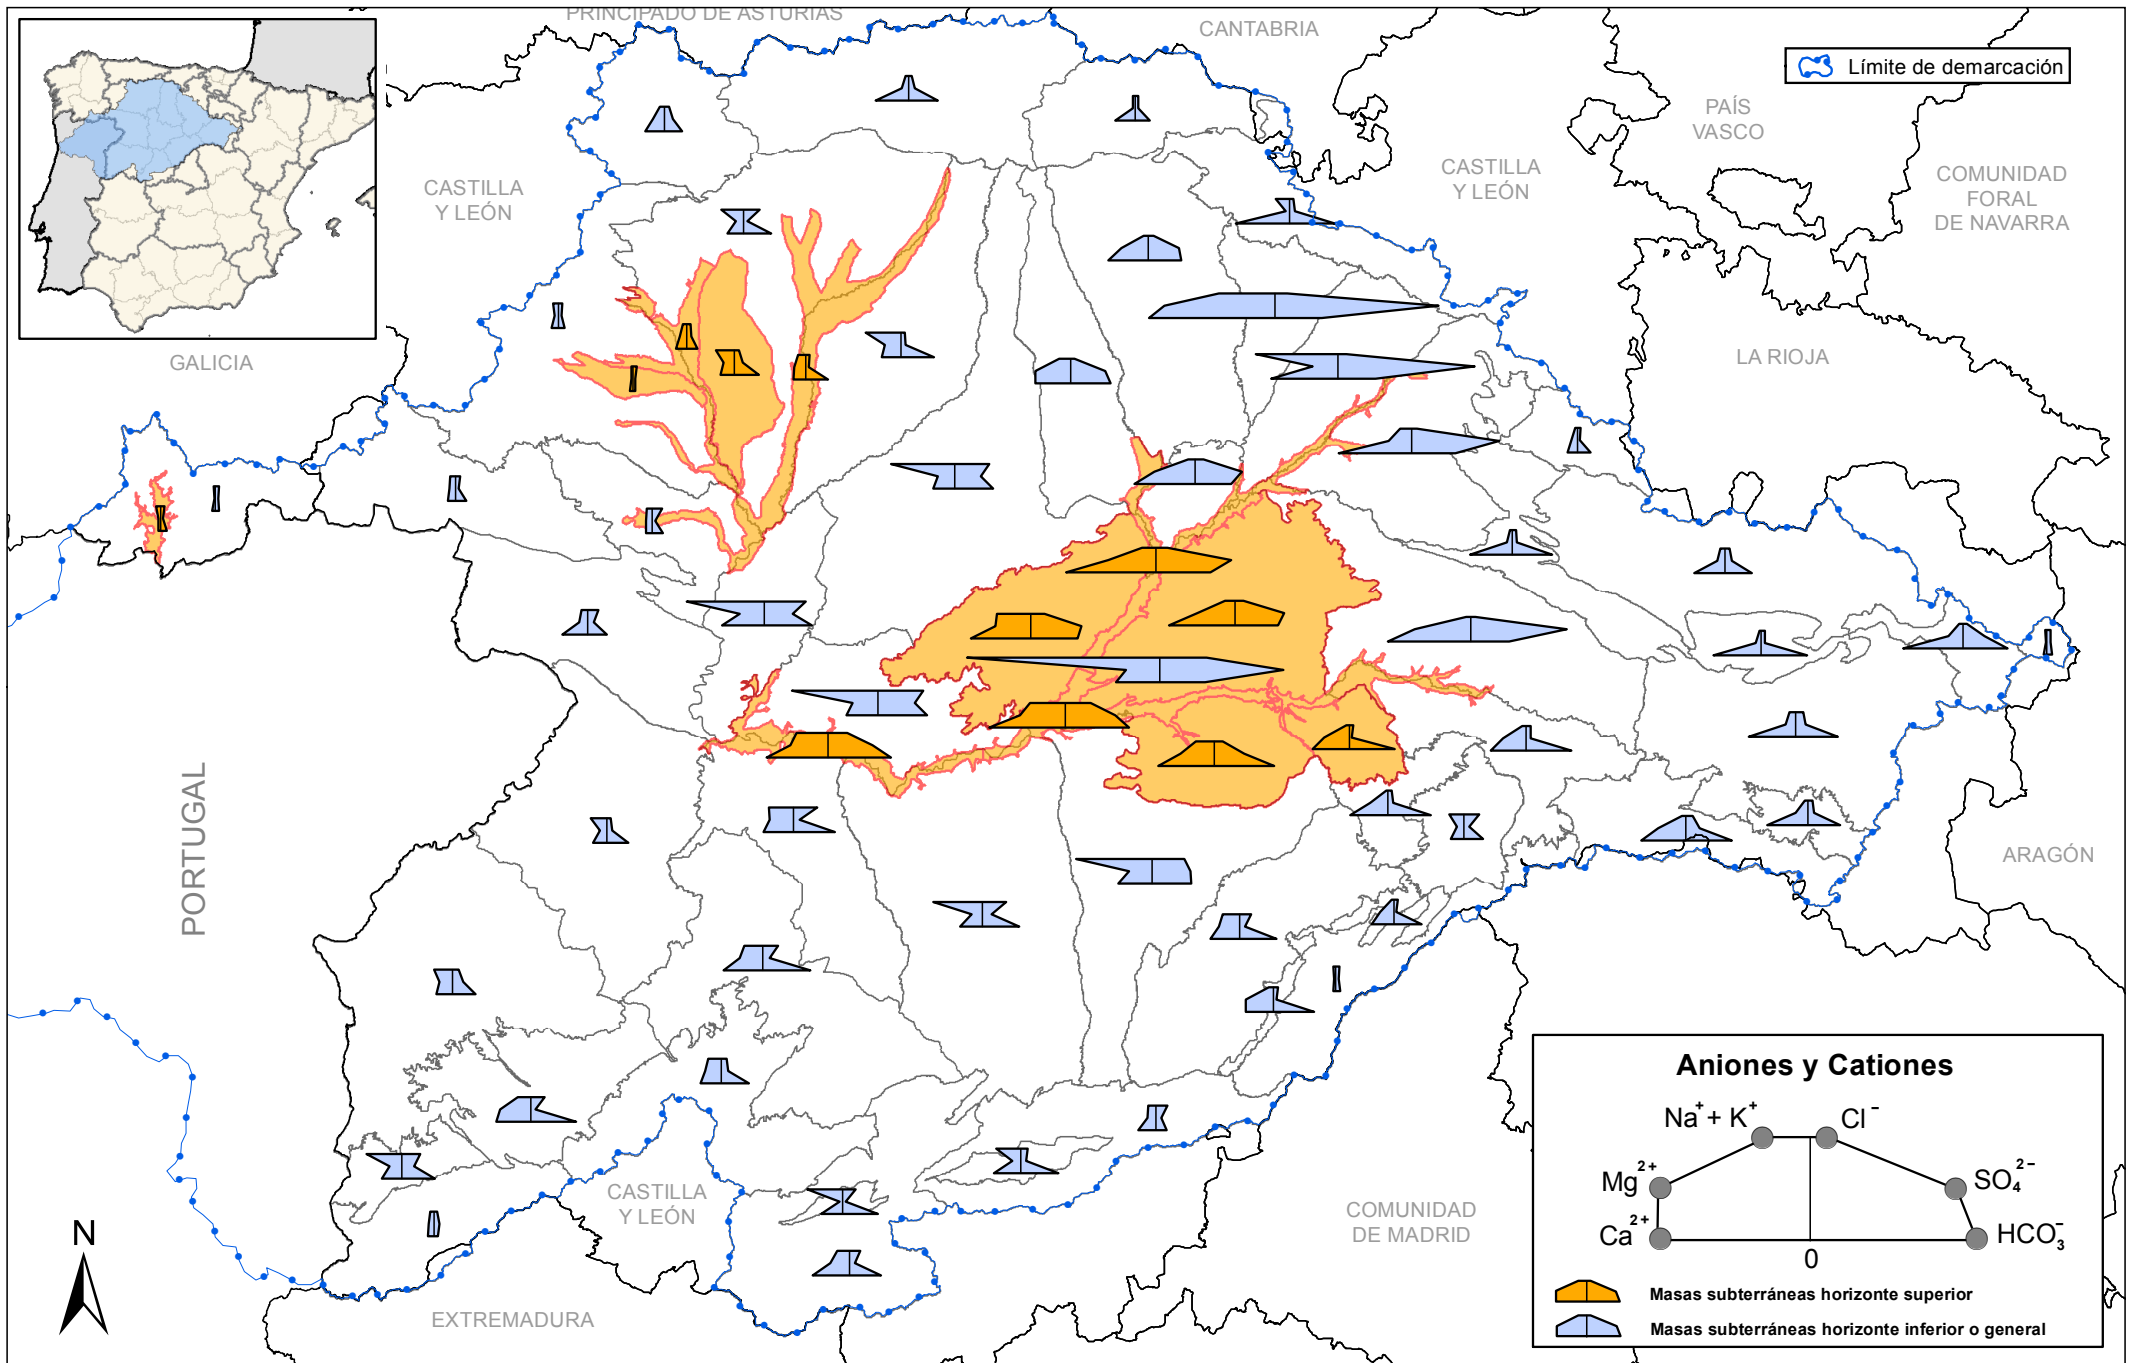 PRINCIPADO DE ASTURIAS
CANTABRIA
Límite de demarcación
PAÍS
VASCO
CASTILLA
Y LEÓN
CASTILLA
Y LEÓN
COMUNIDAD
FORAL
DE NAVARRA
GALICIA
LA RIOJA
PORTUGAL
ARAGÓN
CASTILLA
Y LEÓN
COMUNIDAD
DE MADRID
EXTREMADURA
N
Aniones y Cationes
Na⁺ + K⁺ Cl⁻
Mg²⁺ SO₄²⁻
Ca²⁺ HCO₃⁻
0
Masas subterráneas horizonte superior
Masas subterráneas horizonte inferior o general